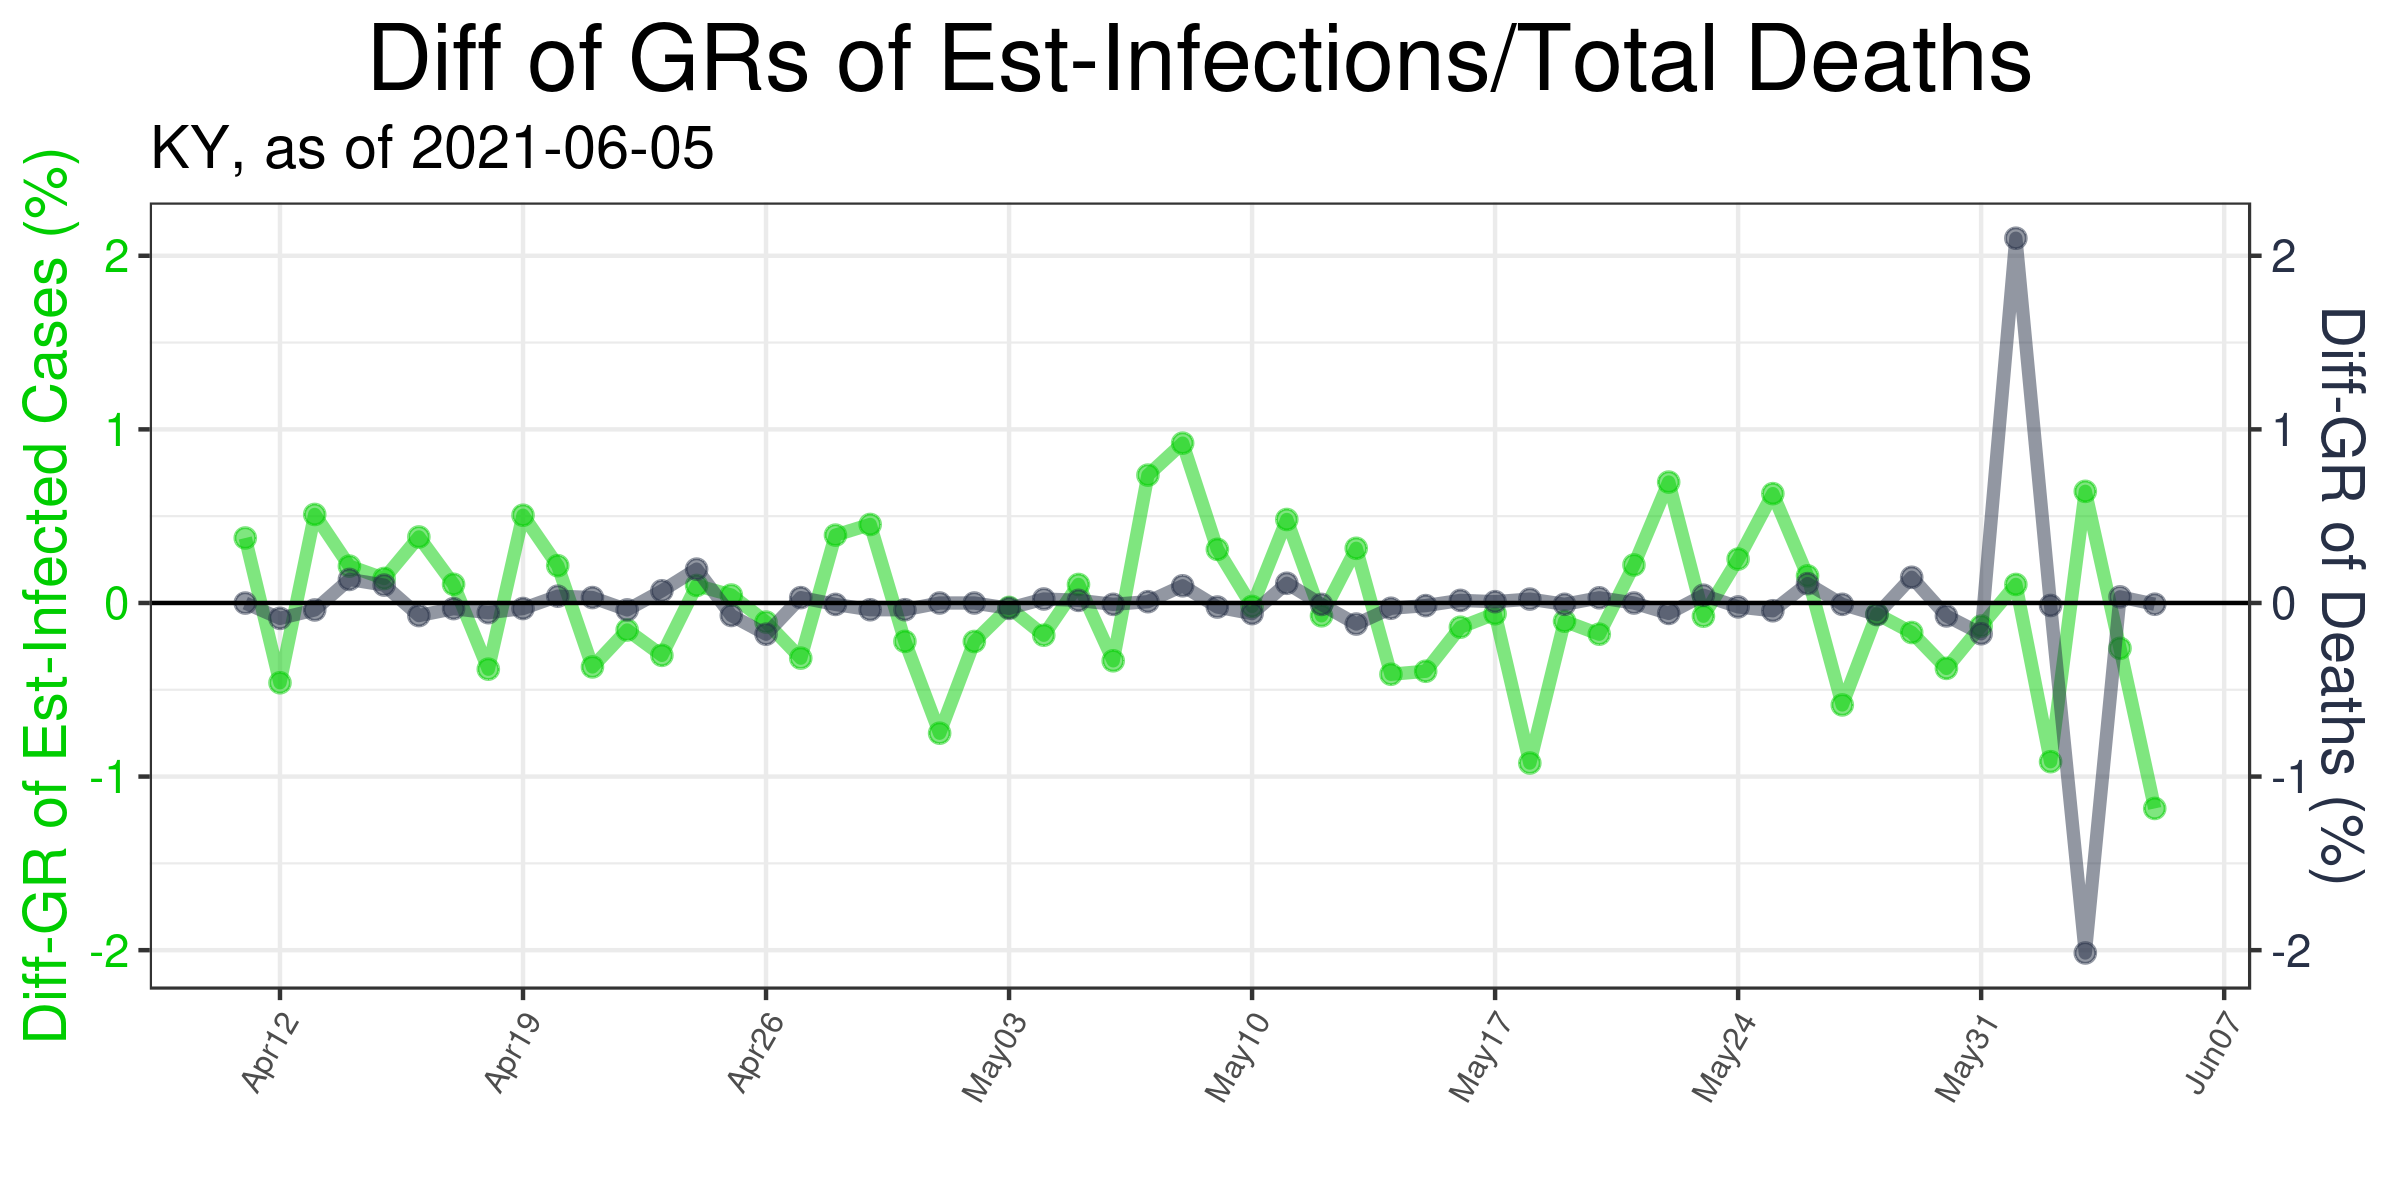 Diff of GRs of Est-Infections/Total Deaths
KY, as of 2021-06-05
Diff-GR of Est-Infected Cases (%)
2
1
0
-1
-2
2
1
0
-1
-2
Diff-GR of Deaths (%)
Apr12
Apr19
Apr26
May03
May10
May17
May24
May31
Jun07